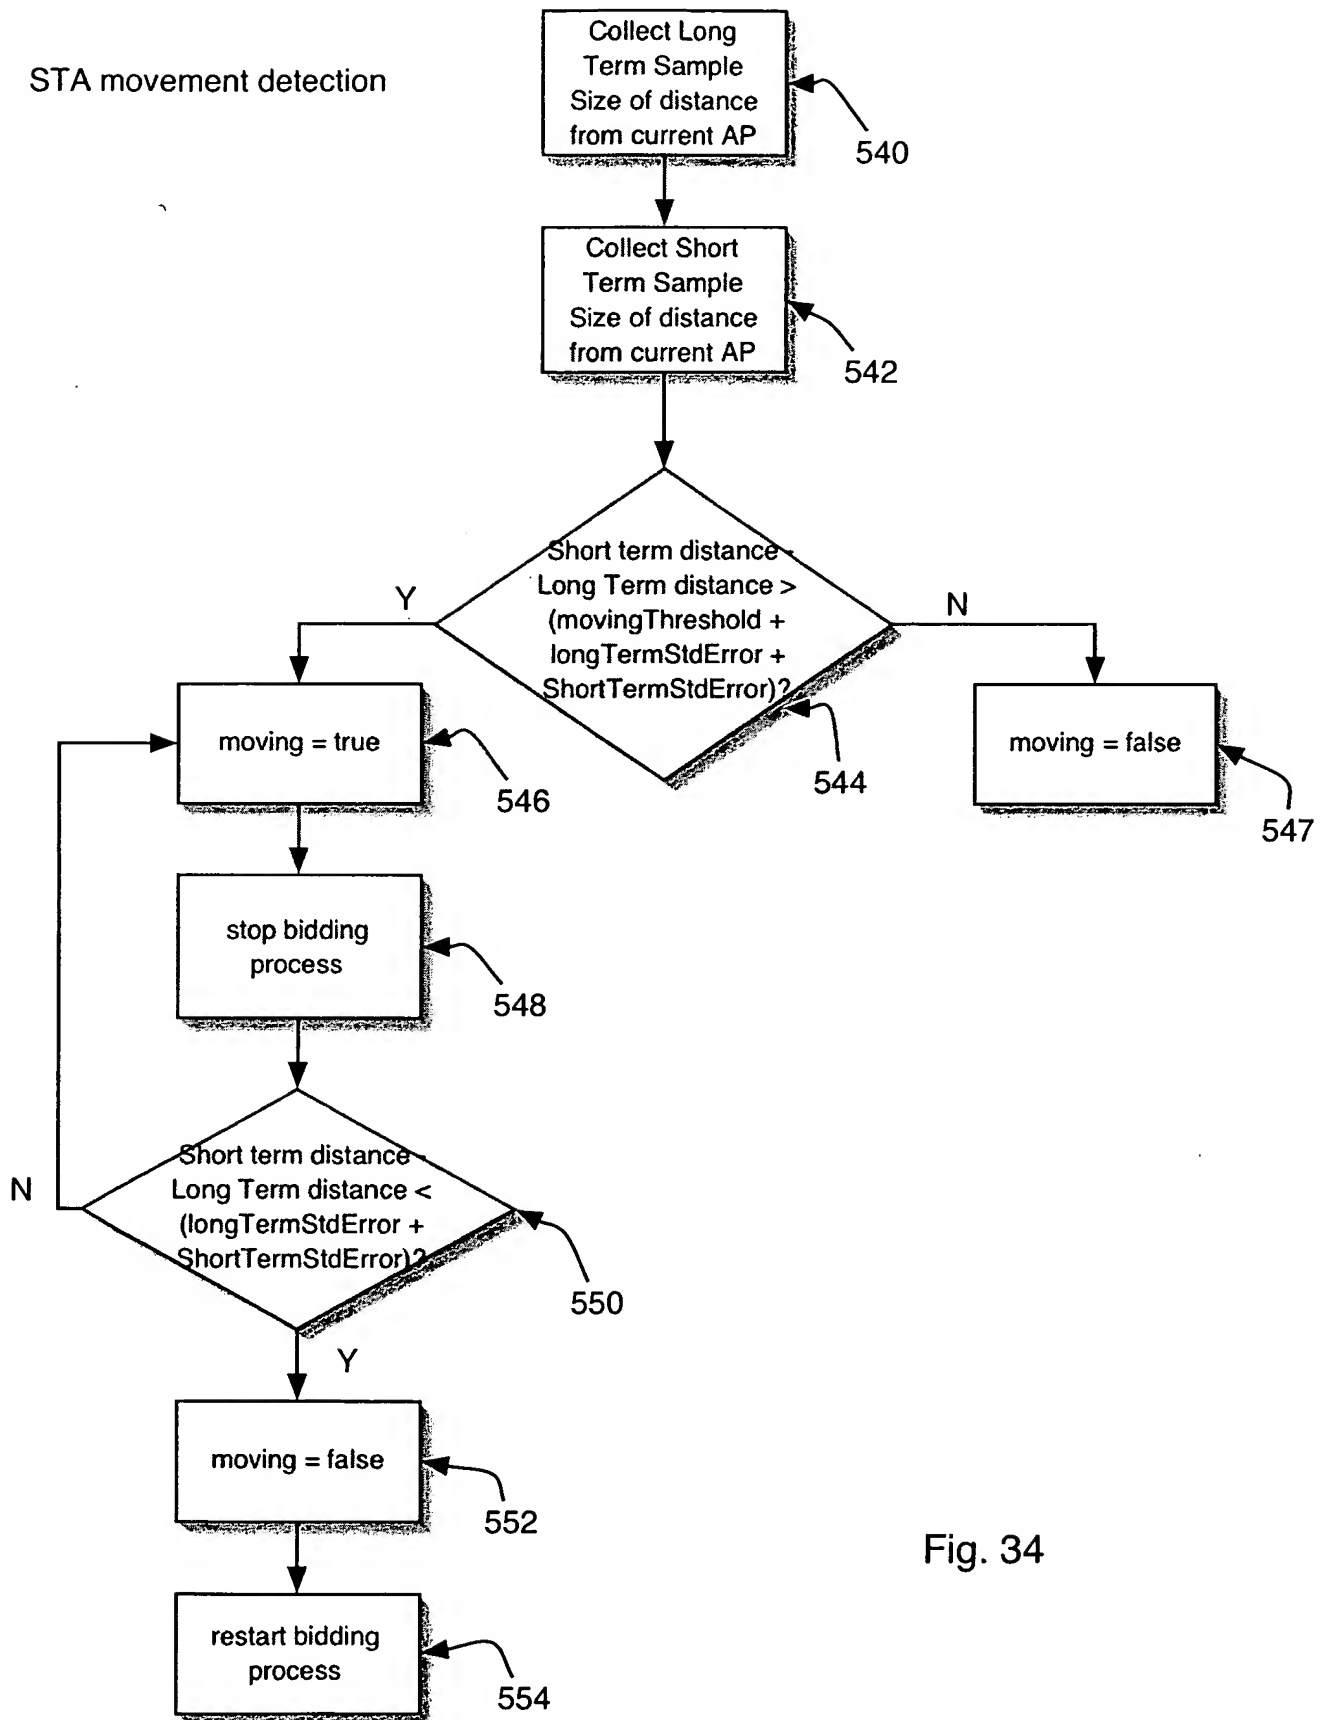 STA movement detection
Collect Long
Term Sample
Size of distance
from current AP
540
Collect Short
Term Sample
Size of distance
from current AP
542
Short term distance -
Long Term distance >
(movingThreshold +
longTermStdError +
ShortTermStdError)?
544
Y
N
moving = true
546
moving = false
547
stop bidding
process
548
Short term distance -
Long Term distance <
(longTermStdError +
ShortTermStdError)?
550
N
Y
moving = false
552
restart bidding
process
554
Fig. 34